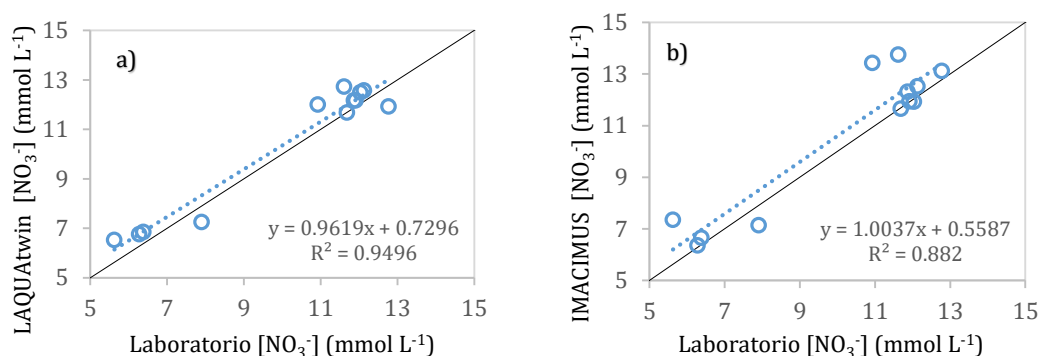 a)
LAQUAtwin [NO₃⁻] (mmol L⁻¹)
15
13
11
9
7
5
y = 0.9619x + 0.7296
R² = 0.9496
5 7 9 11 13 15
Laboratorio [NO₃⁻] (mmol L⁻¹)
b)
IMACIMUS [NO₃⁻] (mmol L⁻¹)
15
13
11
9
7
5
y = 1.0037x + 0.5587
R² = 0.882
5 7 9 11 13 15
Laboratorio [NO₃⁻] (mmol L⁻¹)